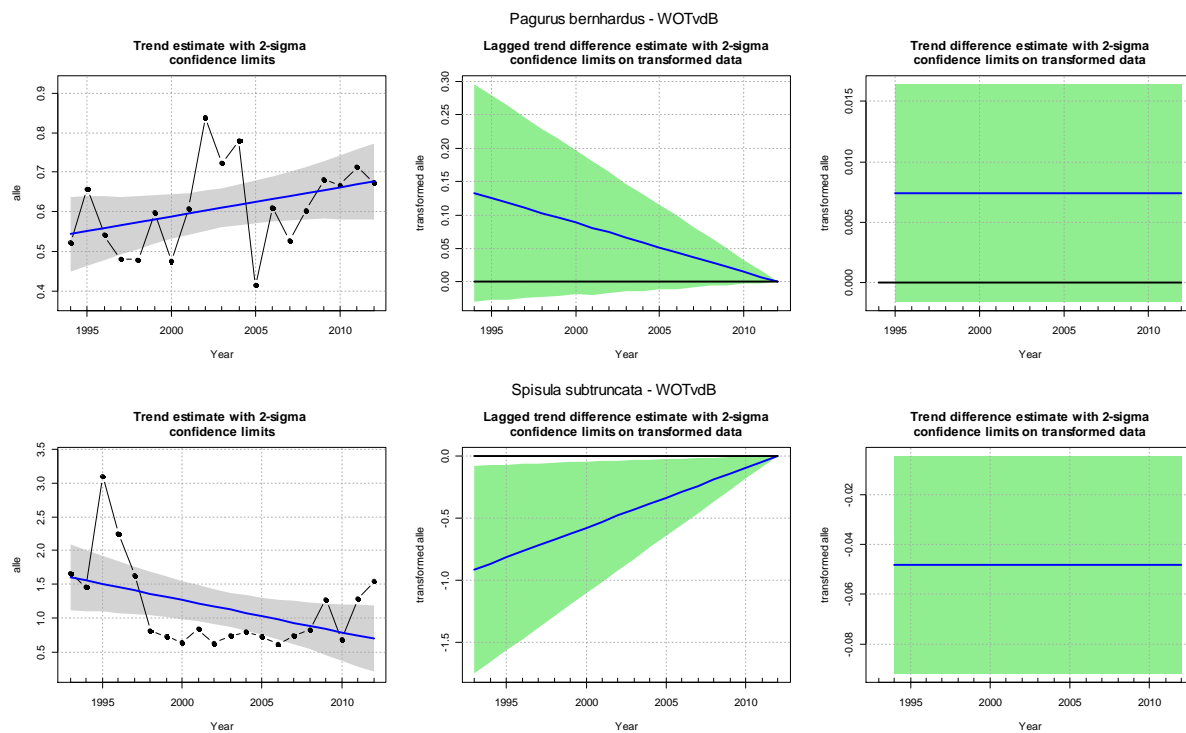 Pagurus bernhardus - WOTvdB
Trend estimate with 2-sigma
confidence limits
alle
0.4
0.5
0.6
0.7
0.8
0.9
1995
2000
2005
2010
Year
Lagged trend difference estimate with 2-sigma
confidence limits on transformed data
transformed alle
0.00
0.05
0.10
0.15
0.20
0.25
0.30
1995
2000
2005
2010
Year
Trend difference estimate with 2-sigma
confidence limits on transformed data
transformed alle
0.000
0.005
0.010
0.015
1995
2000
2005
2010
Year
Spisula subtruncata - WOTvdB
Trend estimate with 2-sigma
confidence limits
alle
0.5
1.0
1.5
2.0
2.5
3.0
3.5
1995
2000
2005
2010
Year
Lagged trend difference estimate with 2-sigma
confidence limits on transformed data
transformed alle
-1.5
-1.0
-0.5
0.0
1995
2000
2005
2010
Year
Trend difference estimate with 2-sigma
confidence limits on transformed data
transformed alle
-0.08
-0.06
-0.04
-0.02
1995
2000
2005
2010
Year